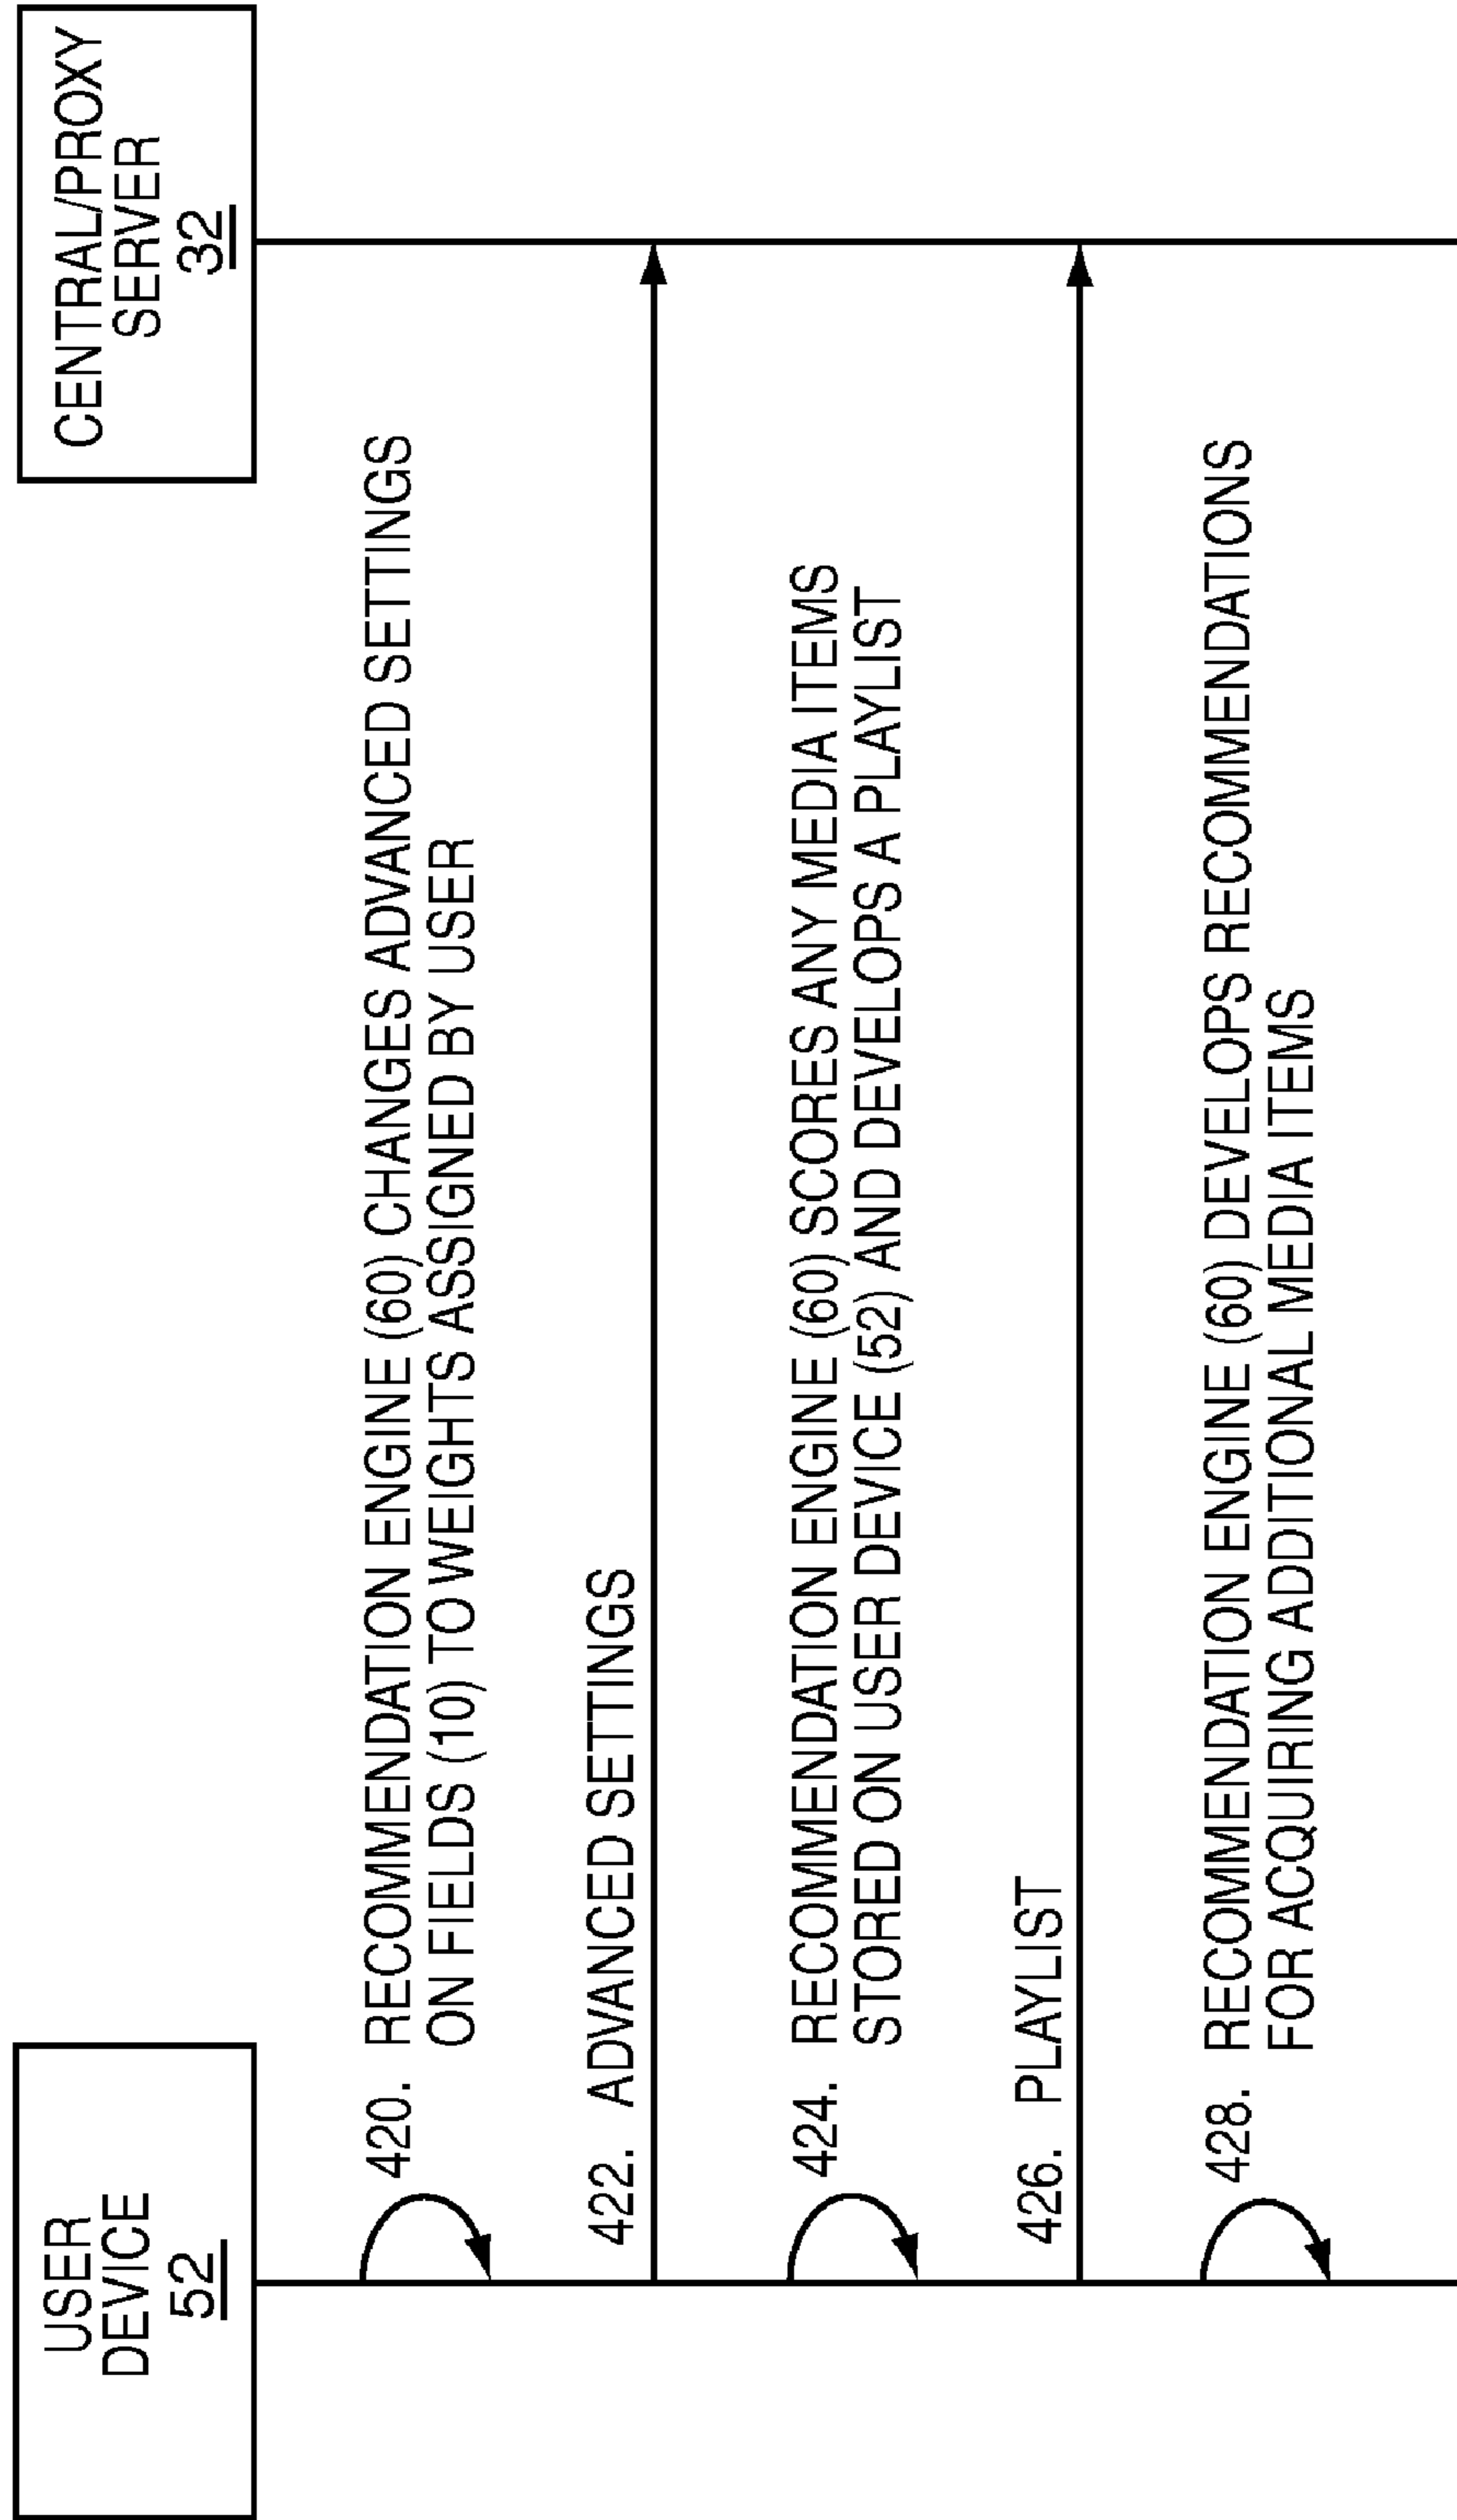 USER
DEVICE
52
CENTRAL/PROXY
SERVER
32
420. RECOMMENDATION ENGINE (60) CHANGES ADVANCED SETTINGS
ON FIELDS (10) TO WEIGHTS ASSIGNED BY USER
422. ADVANCED SETTINGS
424. RECOMMENDATION ENGINE (60) SCORES ANY MEDIA ITEMS
STORED ON USER DEVICE (52) AND DEVELOPS A PLAYLIST
426. PLAYLIST
428. RECOMMENDATION ENGINE (60) DEVELOPS RECOMMENDATIONS
FOR ACQUIRING ADDITIONAL MEDIA ITEMS